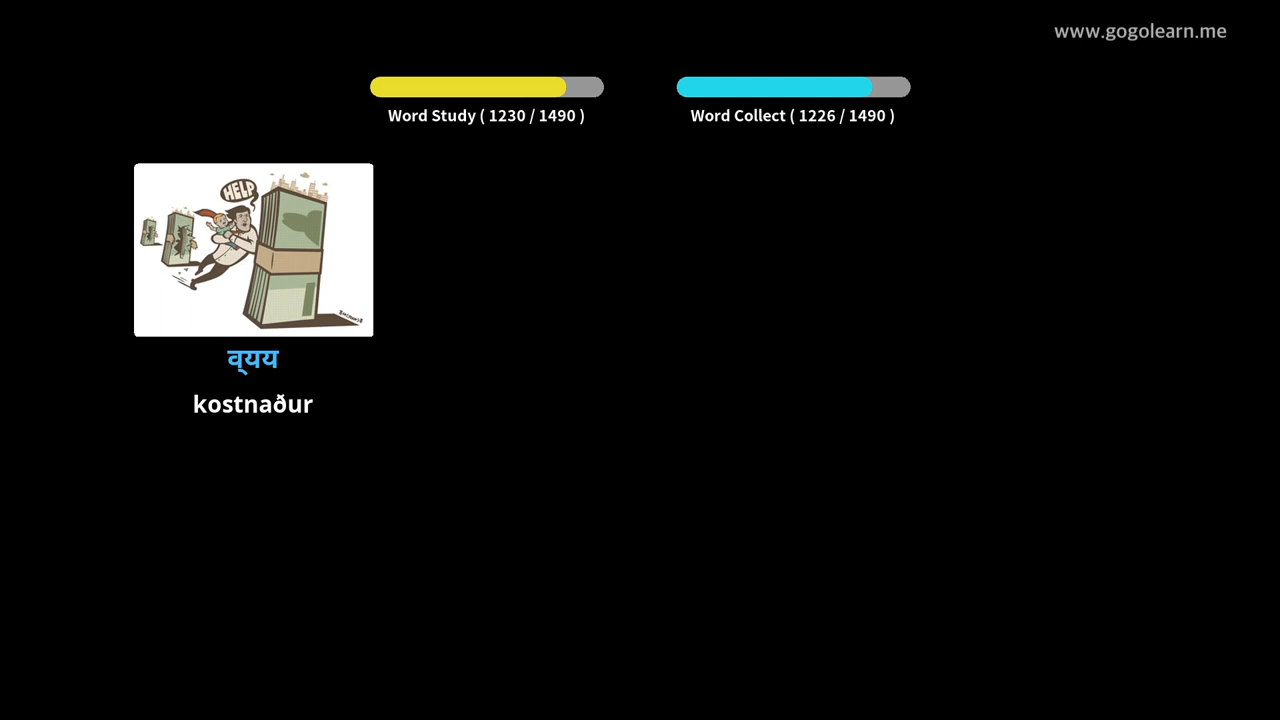 www.gogolearn.me
Word Study ( 1230 / 1490 )
Word Collect ( 1226 / 1490 )
HELP
व्यय
kostnaður